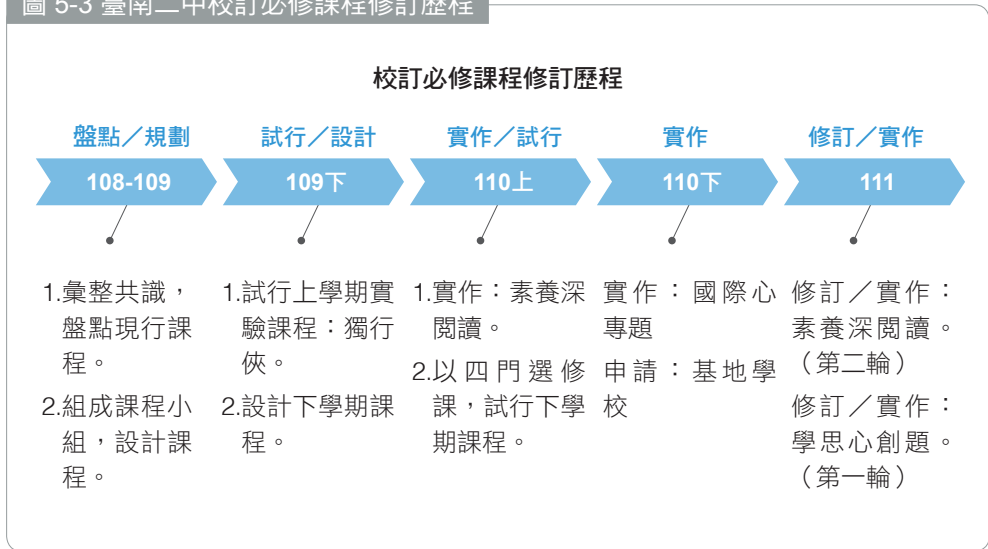 圖 5-3 臺南二中校訂必修課程修訂歷程
校訂必修課程修訂歷程
盤點／規劃
108-109
1.彙整共識，
盤點現行課
程。
2.組成課程小
組，設計課
程。
試行／設計
109下
1.試行上學期實
驗課程：獨行
俠。
2.設計下學期課
程。
實作／試行
110上
1.實作：素養深
閱讀。
2.以四門選修
課，試行下學
期課程。
實作
110下
實作：國際心
專題
申請：基地學
校
修訂／實作
111
修訂／實作：
素養深閱讀。
（第二輪）
修訂／實作：
學思心創題。
（第一輪）